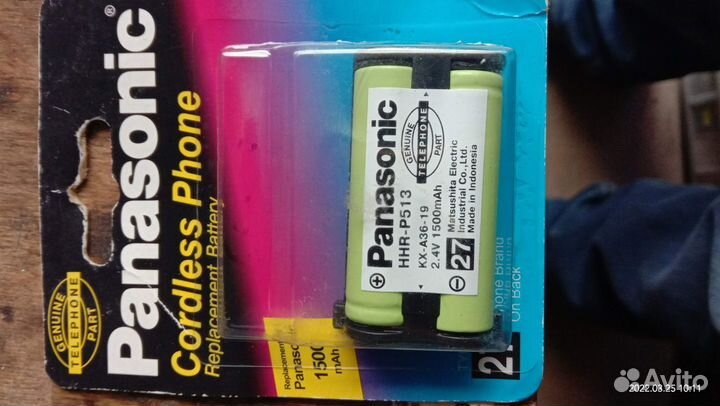 Panasonic®
Cordless Phone
Replacement Battery
GENUINE
TELEPHONE
PART
Replacement
Panaso
1500
mAh
Panasonic
HHR-P513
KX-A36-19
2.4V 1500mAh
27
GENUINE
TELEPHONE
PART
Matsushita Electric
Industrial Co.,Ltd.
Made in Indonesia
2.
Phone Brand
On Back
2022.03.25 10:11
Avito